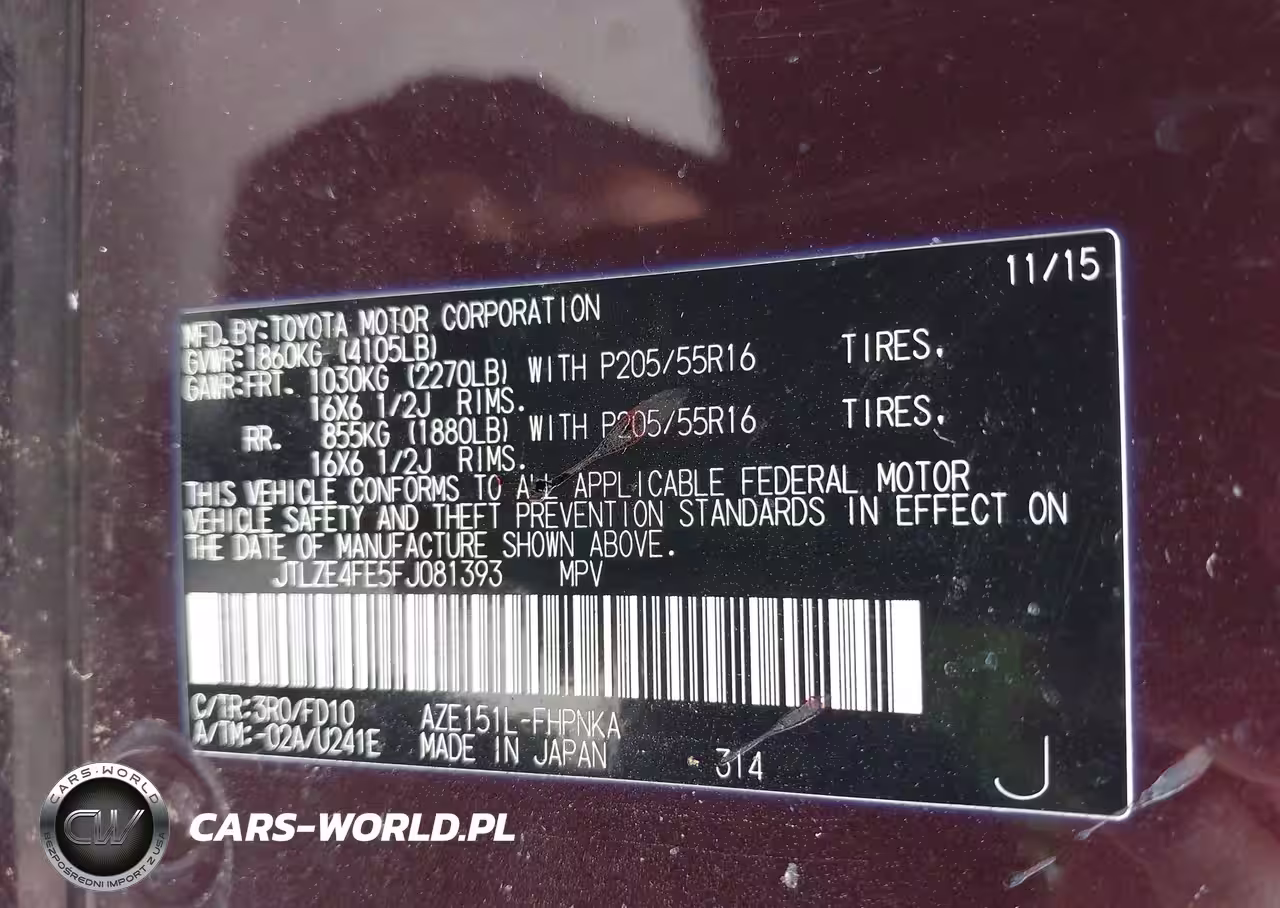 11/15
MFD.BY:TOYOTA MOTOR CORPORATION
GVWR:1860KG (4105LB)
GAWR:FRT. 1030KG (2270LB) WITH P205/55R16 TIRES,
16X6 1/2J RIMS.
RR. 855KG (1880LB) WITH P205/55R16 TIRES,
16X6 1/2J RIMS.
THIS VEHICLE CONFORMS TO ALL APPLICABLE FEDERAL MOTOR
VEHICLE SAFETY AND THEFT PREVENTION STANDARDS IN EFFECT ON
THE DATE OF MANUFACTURE SHOWN ABOVE.
JTLZE4FE5FJ081393 MPV
C/TR:3R0/FD10 AZE151L-FHPNKA
A/TM:-02A/U241E MADE IN JAPAN 314 J
CARS-WORLD
CW
BEZPOŚREDNI IMPORT Z USA
CARS-WORLD.PL